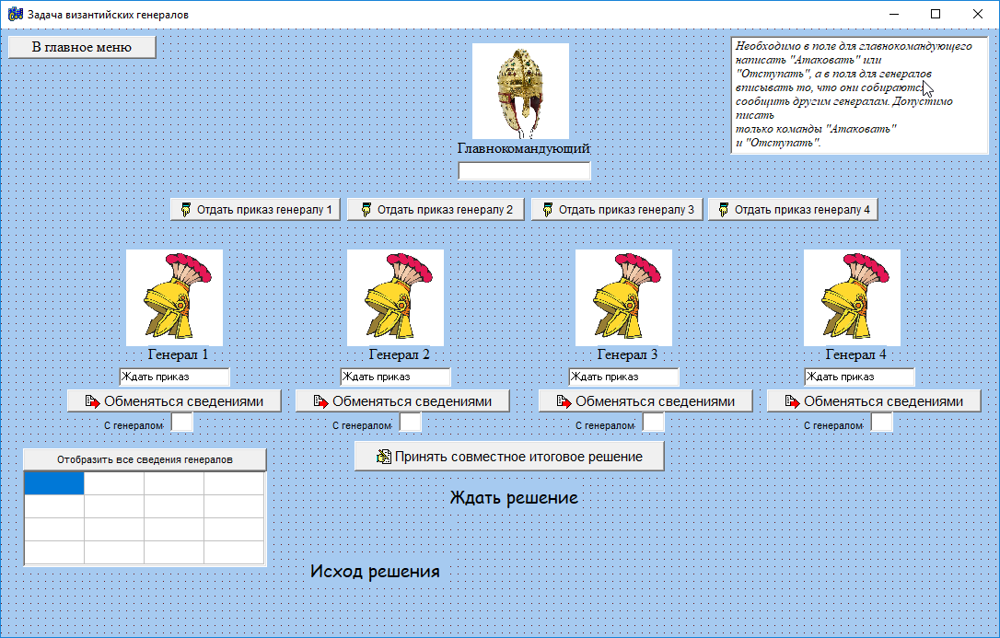 Задача византийских генералов
В главное меню
Необходимо в поле для главнокомандующего
написать "Атаковать" или
"Отступать", а в поля для генералов
вписывать то, что они собираются
сообщить другим генералам. Допустимо
писать
только команды "Атаковать"
и "Отступать".
Главнокомандующий
Отдать приказ генералу 1
Отдать приказ генералу 2
Отдать приказ генералу 3
Отдать приказ генералу 4
Генерал 1
Генерал 2
Генерал 3
Генерал 4
Ждать приказ
Ждать приказ
Ждать приказ
Ждать приказ
Обменяться сведениями
Обменяться сведениями
Обменяться сведениями
Обменяться сведениями
С генералом
С генералом
С генералом
С генералом
Отобразить все сведения генералов
Принять совместное итоговое решение
Ждать решение
Исход решения